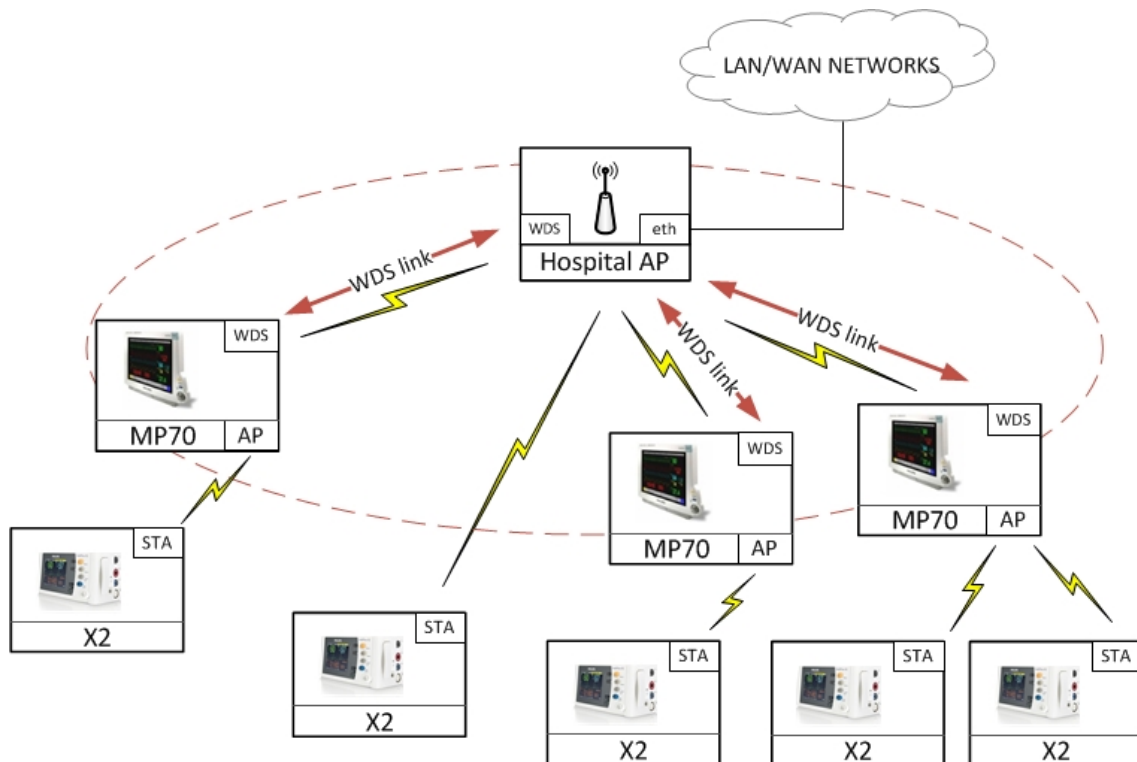 LAN/WAN NETWORKS
WDS
eth
Hospital AP
WDS link
WDS link
WDS link
WDS
MP70
AP
WDS
MP70
AP
WDS
MP70
AP
STA
X2
STA
X2
STA
X2
STA
X2
STA
X2